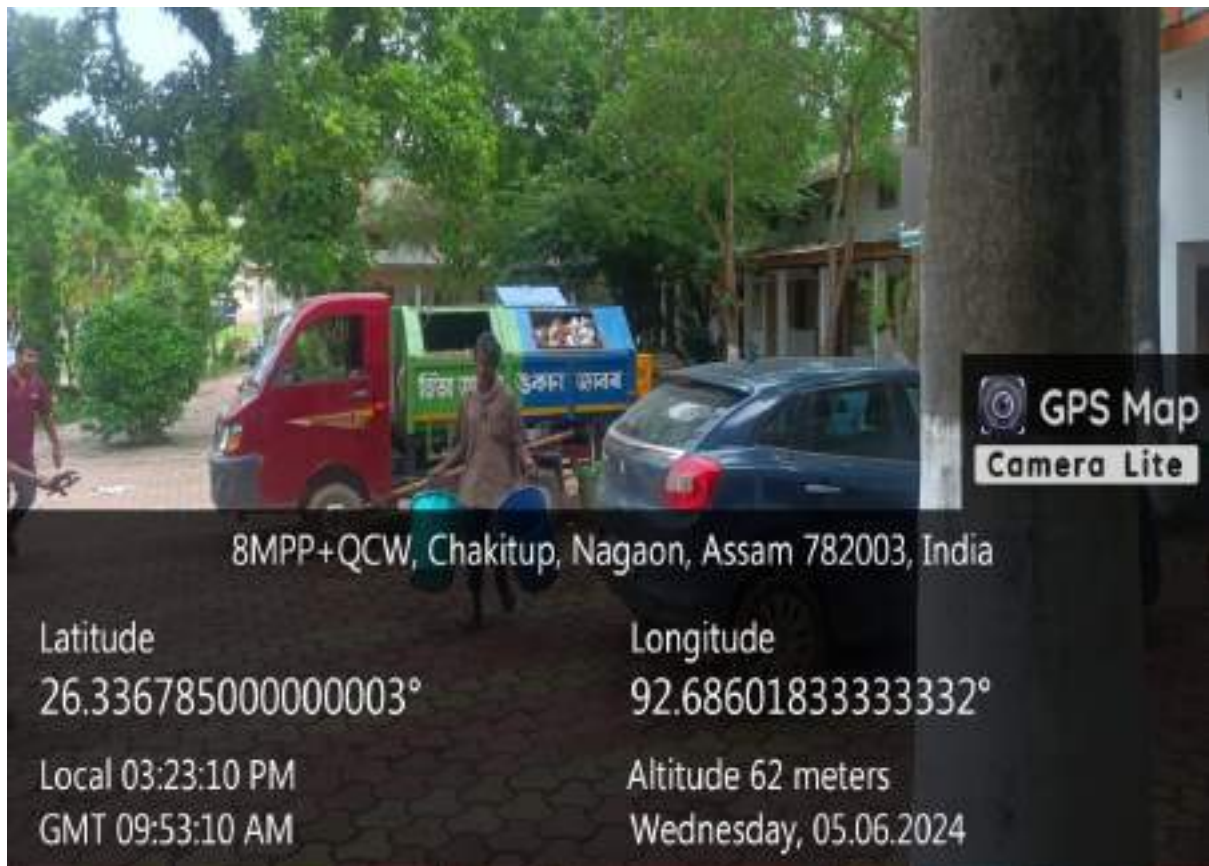 তিতা
শুকান জাবৰ
GPS Map
Camera Lite
8MPP+QCW, Chakitup, Nagaon, Assam 782003, India
Latitude
26.336785000000003°
Longitude
92.68601833333332°
Local 03:23:10 PM
GMT 09:53:10 AM
Altitude 62 meters
Wednesday, 05.06.2024